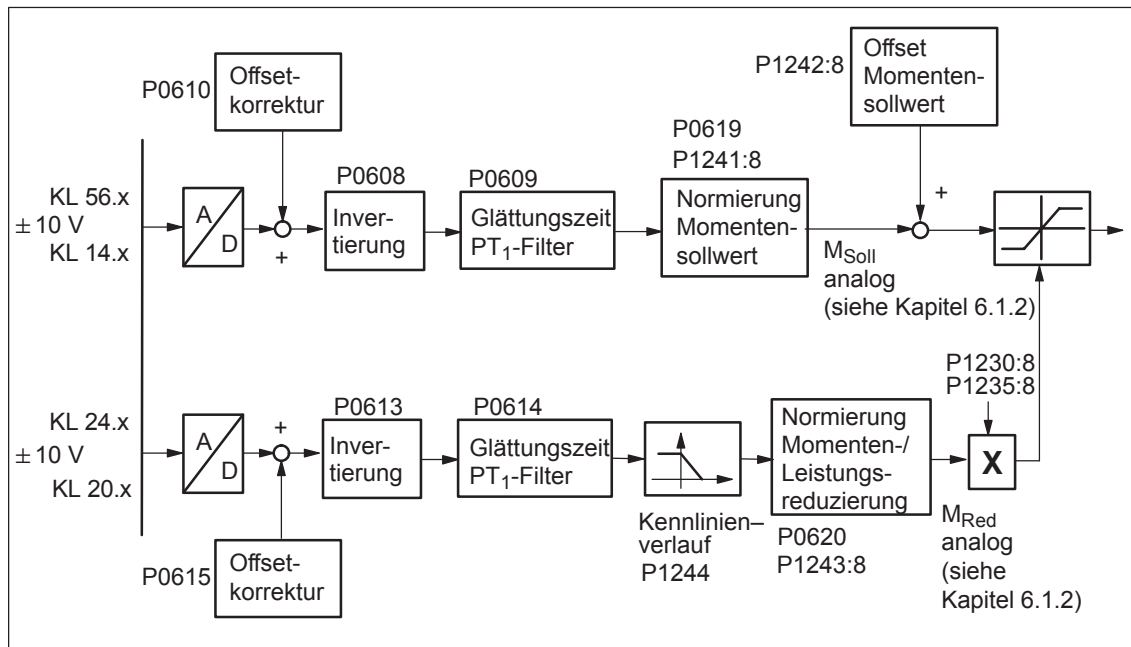 P0610
Offset-
korrektur
P1242:8
Offset
Momenten-
sollwert
KL 56.x
± 10 V
KL 14.x
A
D
+
P0608
Inver-
tierung
P0609
Glättungszeit
PT1-Filter
P0619
P1241:8
Normierung
Momenten-
sollwert
+
MSoll
analog
(siehe Kapitel 6.1.2)
KL 24.x
± 10 V
KL 20.x
A
D
+
P0615
Offset-
korrektur
P0613
Inver-
tierung
P0614
Glättungszeit
PT1-Filter
Kennlinien–
verlauf
P1244
Normierung
Momenten-/
Leistungs-
reduzierung
P0620
P1243:8
P1230:8
P1235:8
X
MRed
analog
(siehe
Kapitel 6.1.2)